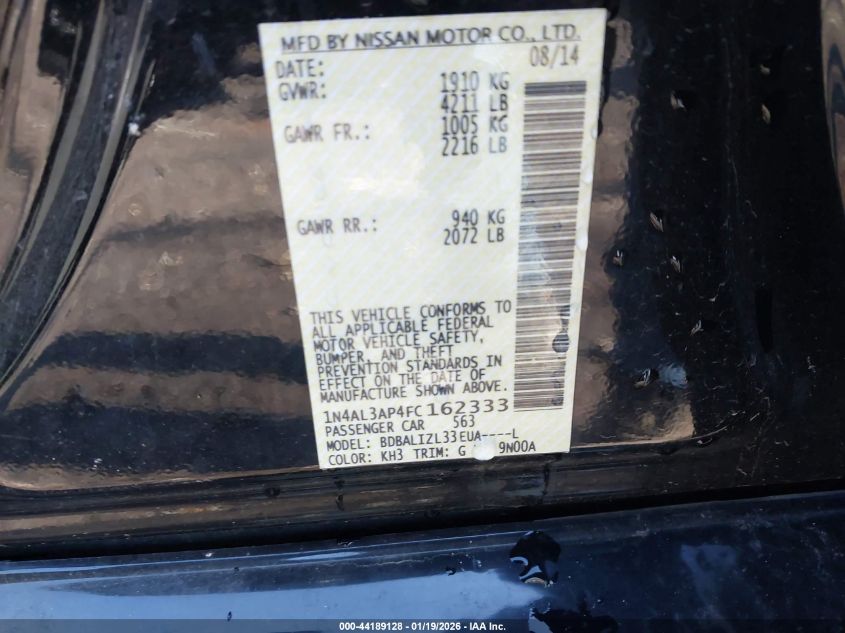 MFD BY NISSAN MOTOR CO., LTD.
DATE: 08/14
GVWR: 1910 KG
4211 LB
GAWR FR.: 1005 KG
2216 LB
GAWR RR.: 940 KG
2072 LB
THIS VEHICLE CONFORMS TO
ALL APPLICABLE FEDERAL
MOTOR VEHICLE SAFETY,
BUMPER, AND THEFT
PREVENTION STANDARDS IN
EFFECT ON THE DATE OF
MANUFACTURE SHOWN ABOVE.
1N4AL3AP4FC162333
PASSENGER CAR 563
MODEL: BDBALIZL33EUA----L
COLOR: KH3 TRIM: G 9N00A
000-44189128 - 01/19/2026 - IAA Inc.